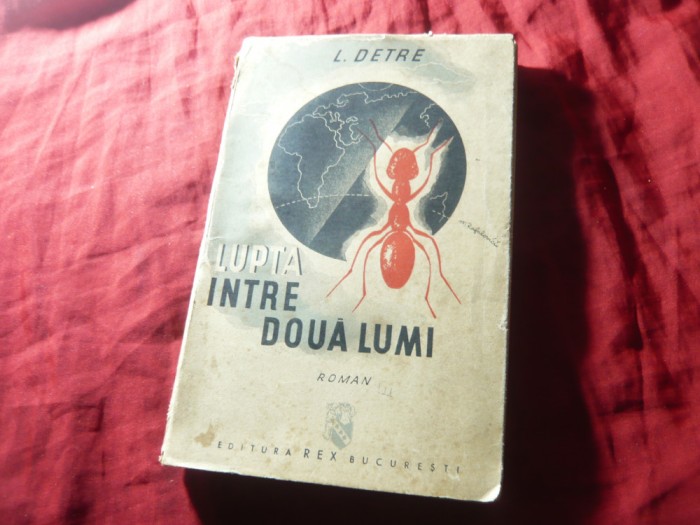 L. DETRE
LUPTA
INTRE
DOUĂ LUMI
ROMAN
EDITURA REX BUCUREȘTI